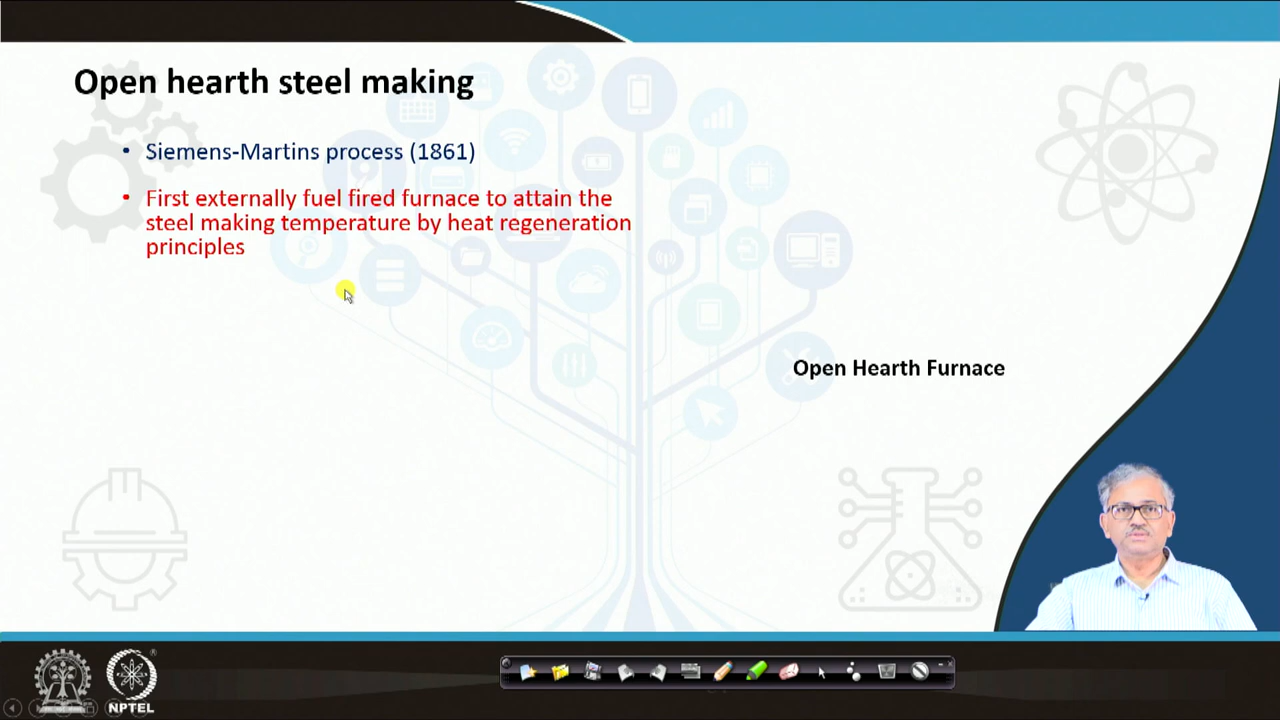 Open hearth steel making
• Siemens-Martins process (1861)
• First externally fuel fired furnace to attain the
steel making temperature by heat regeneration
principles
Open Hearth Furnace
NPTEL